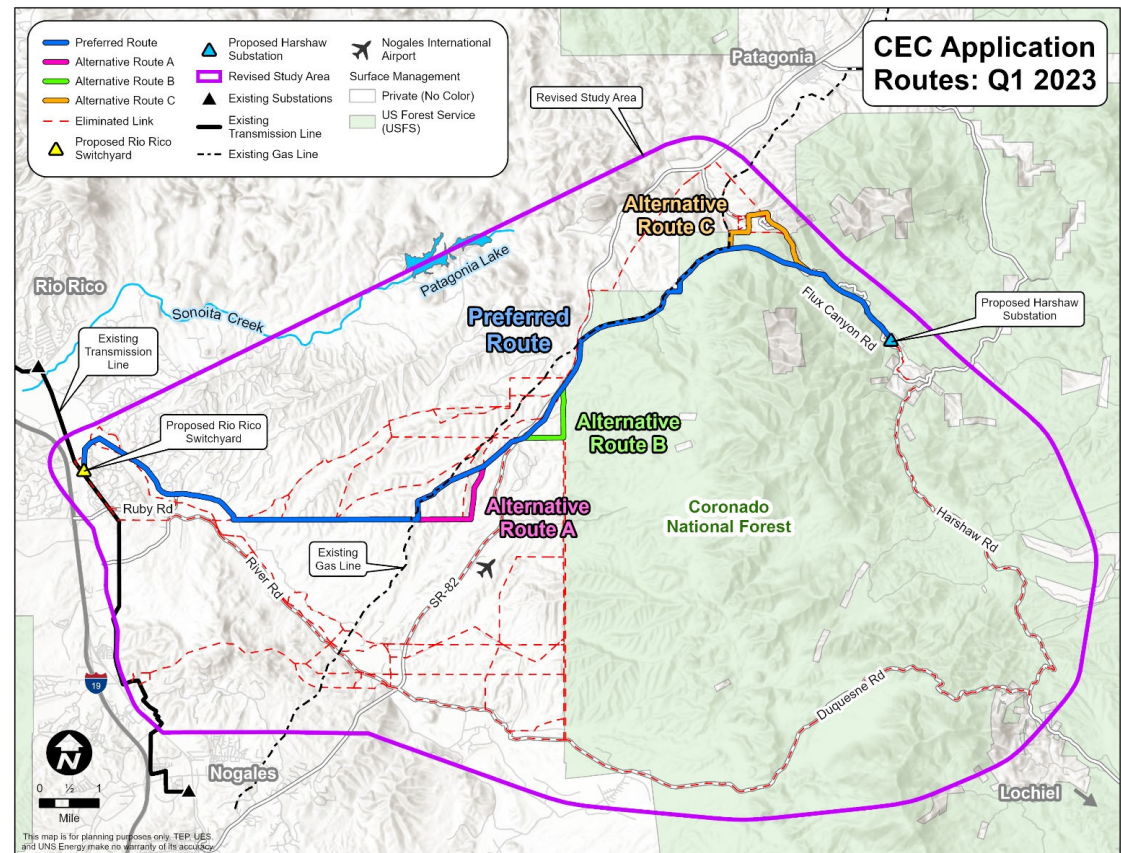 Preferred Route
Alternative Route A
Alternative Route B
Alternative Route C
Eliminated Link
Proposed Rio Rico
Switchyard
Proposed Harshaw
Substation
Revised Study Area
Existing Substations
Existing
Transmission Line
Existing Gas Line
Nogales International
Airport
Surface Management
Private (No Color)
US Forest Service
(USFS)
CEC Application
Routes: Q1 2023
Patagonia
Revised Study Area
Alternative
Route C
Patagonia Lake
Rio Rico
Sonoita Creek
Existing
Transmission
Line
Preferred
Route
Flux Canyon Rd
Proposed Harshaw
Substation
Proposed Rio Rico
Switchyard
Alternative
Route B
Ruby Rd
Alternative
Route A
Coronado
National Forest
Harshaw Rd
Existing
Gas Line
River Rd
SR-82
19
Duquesne Rd
N
Nogales
Lochiel
0 ½ 1
Mile
This map is for planning purposes only. TEP, UES,
and UNS Energy make no warranty of its accuracy.